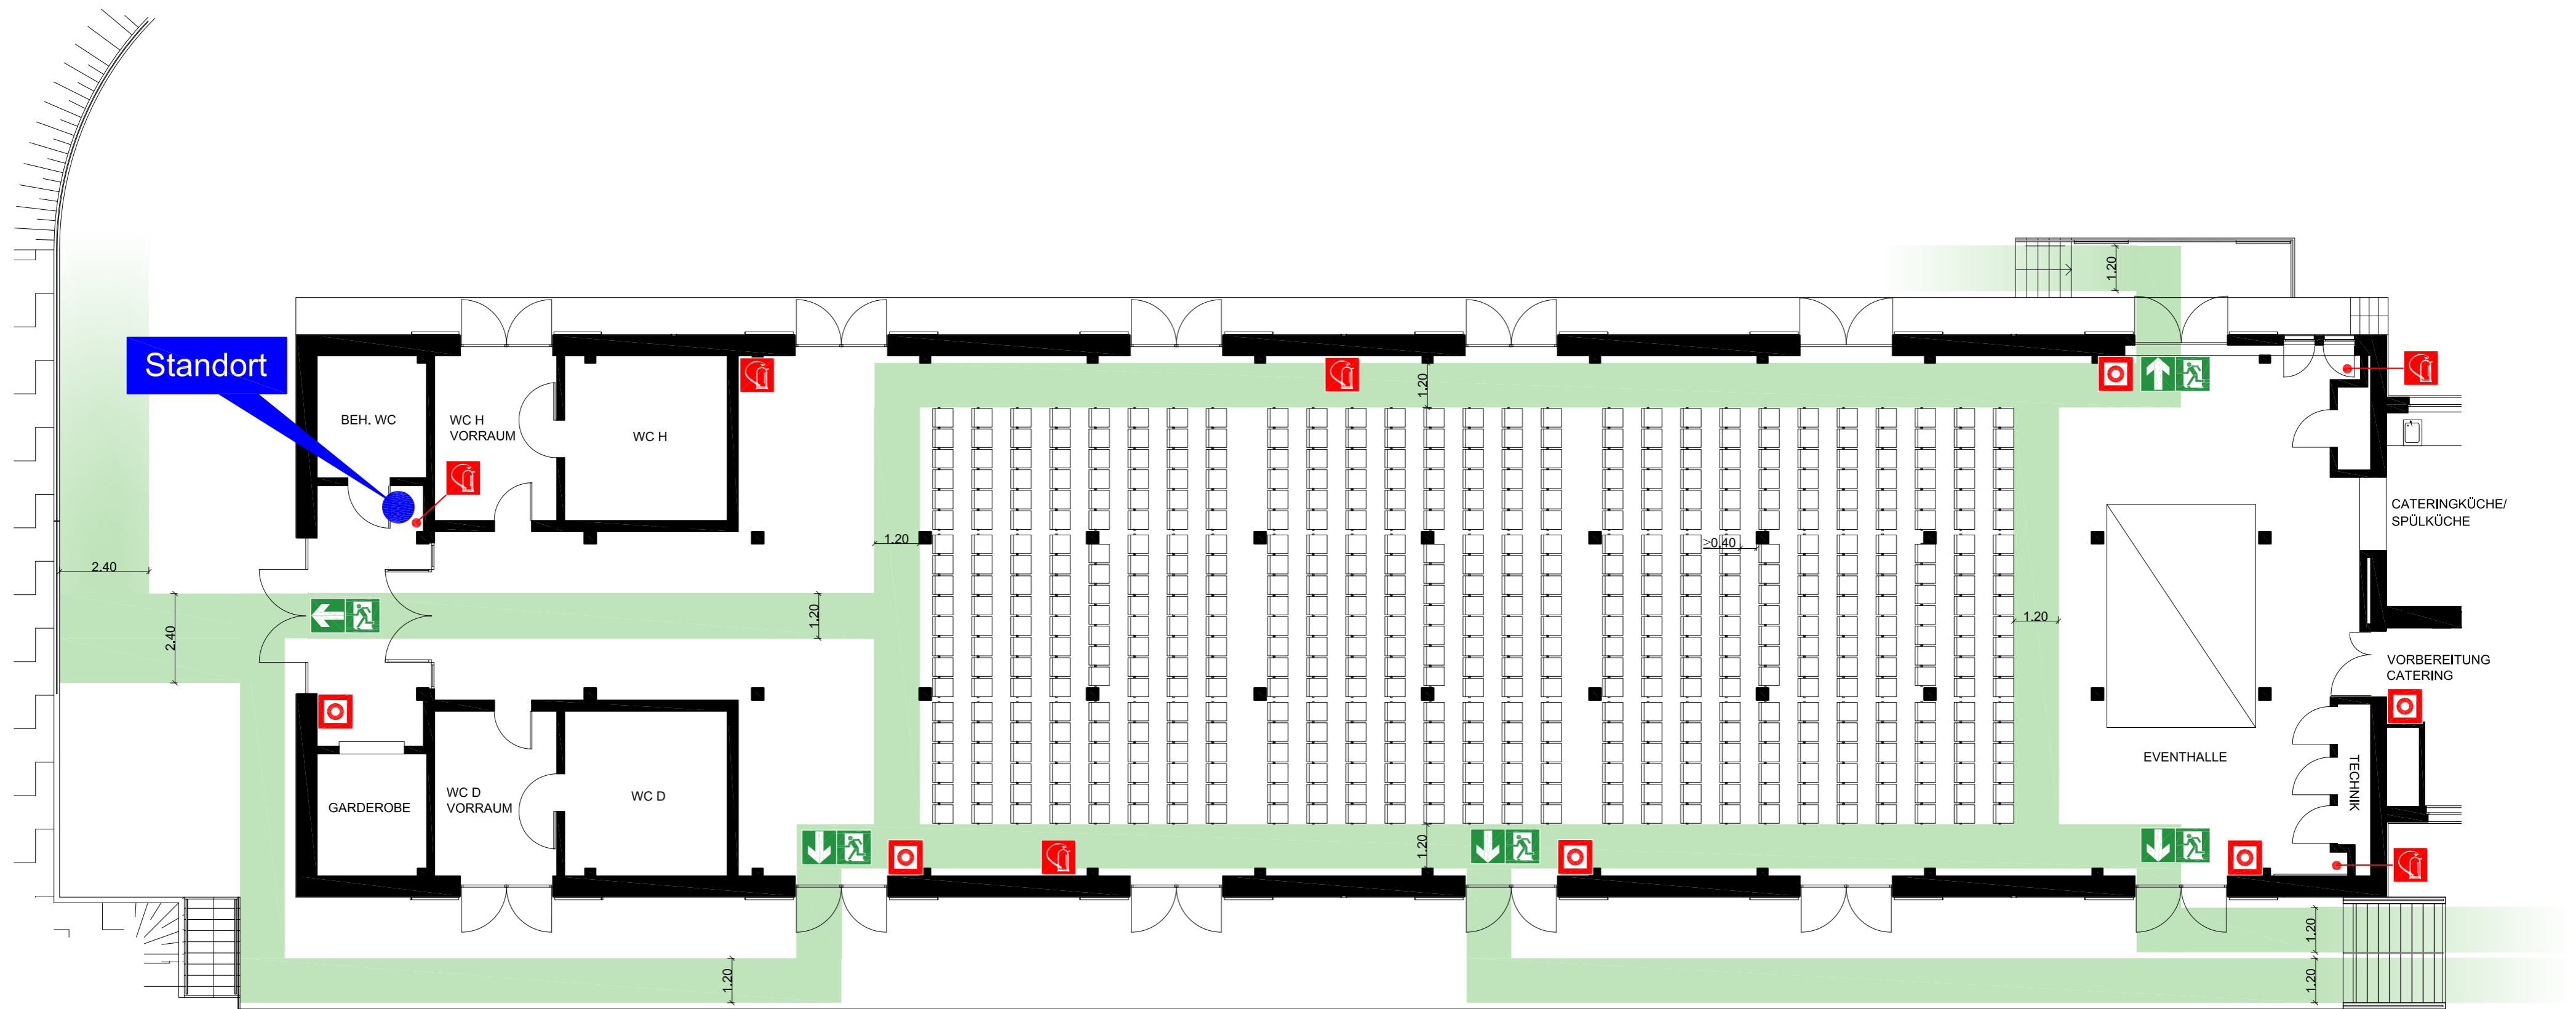 1.20
Standort
1.20
BEH. WC
WC H
VORRAUM
WC H
CATERINGKÜCHE/
SPÜLKÜCHE
1.20
≥0.40
2.40
1.20
2.40
1.20
VORBEREITUNG
CATERING
EVENTHALLE
TECHNIK
WC D
VORRAUM
WC D
GARDEROBE
1.20
1.20
1.20
1.20